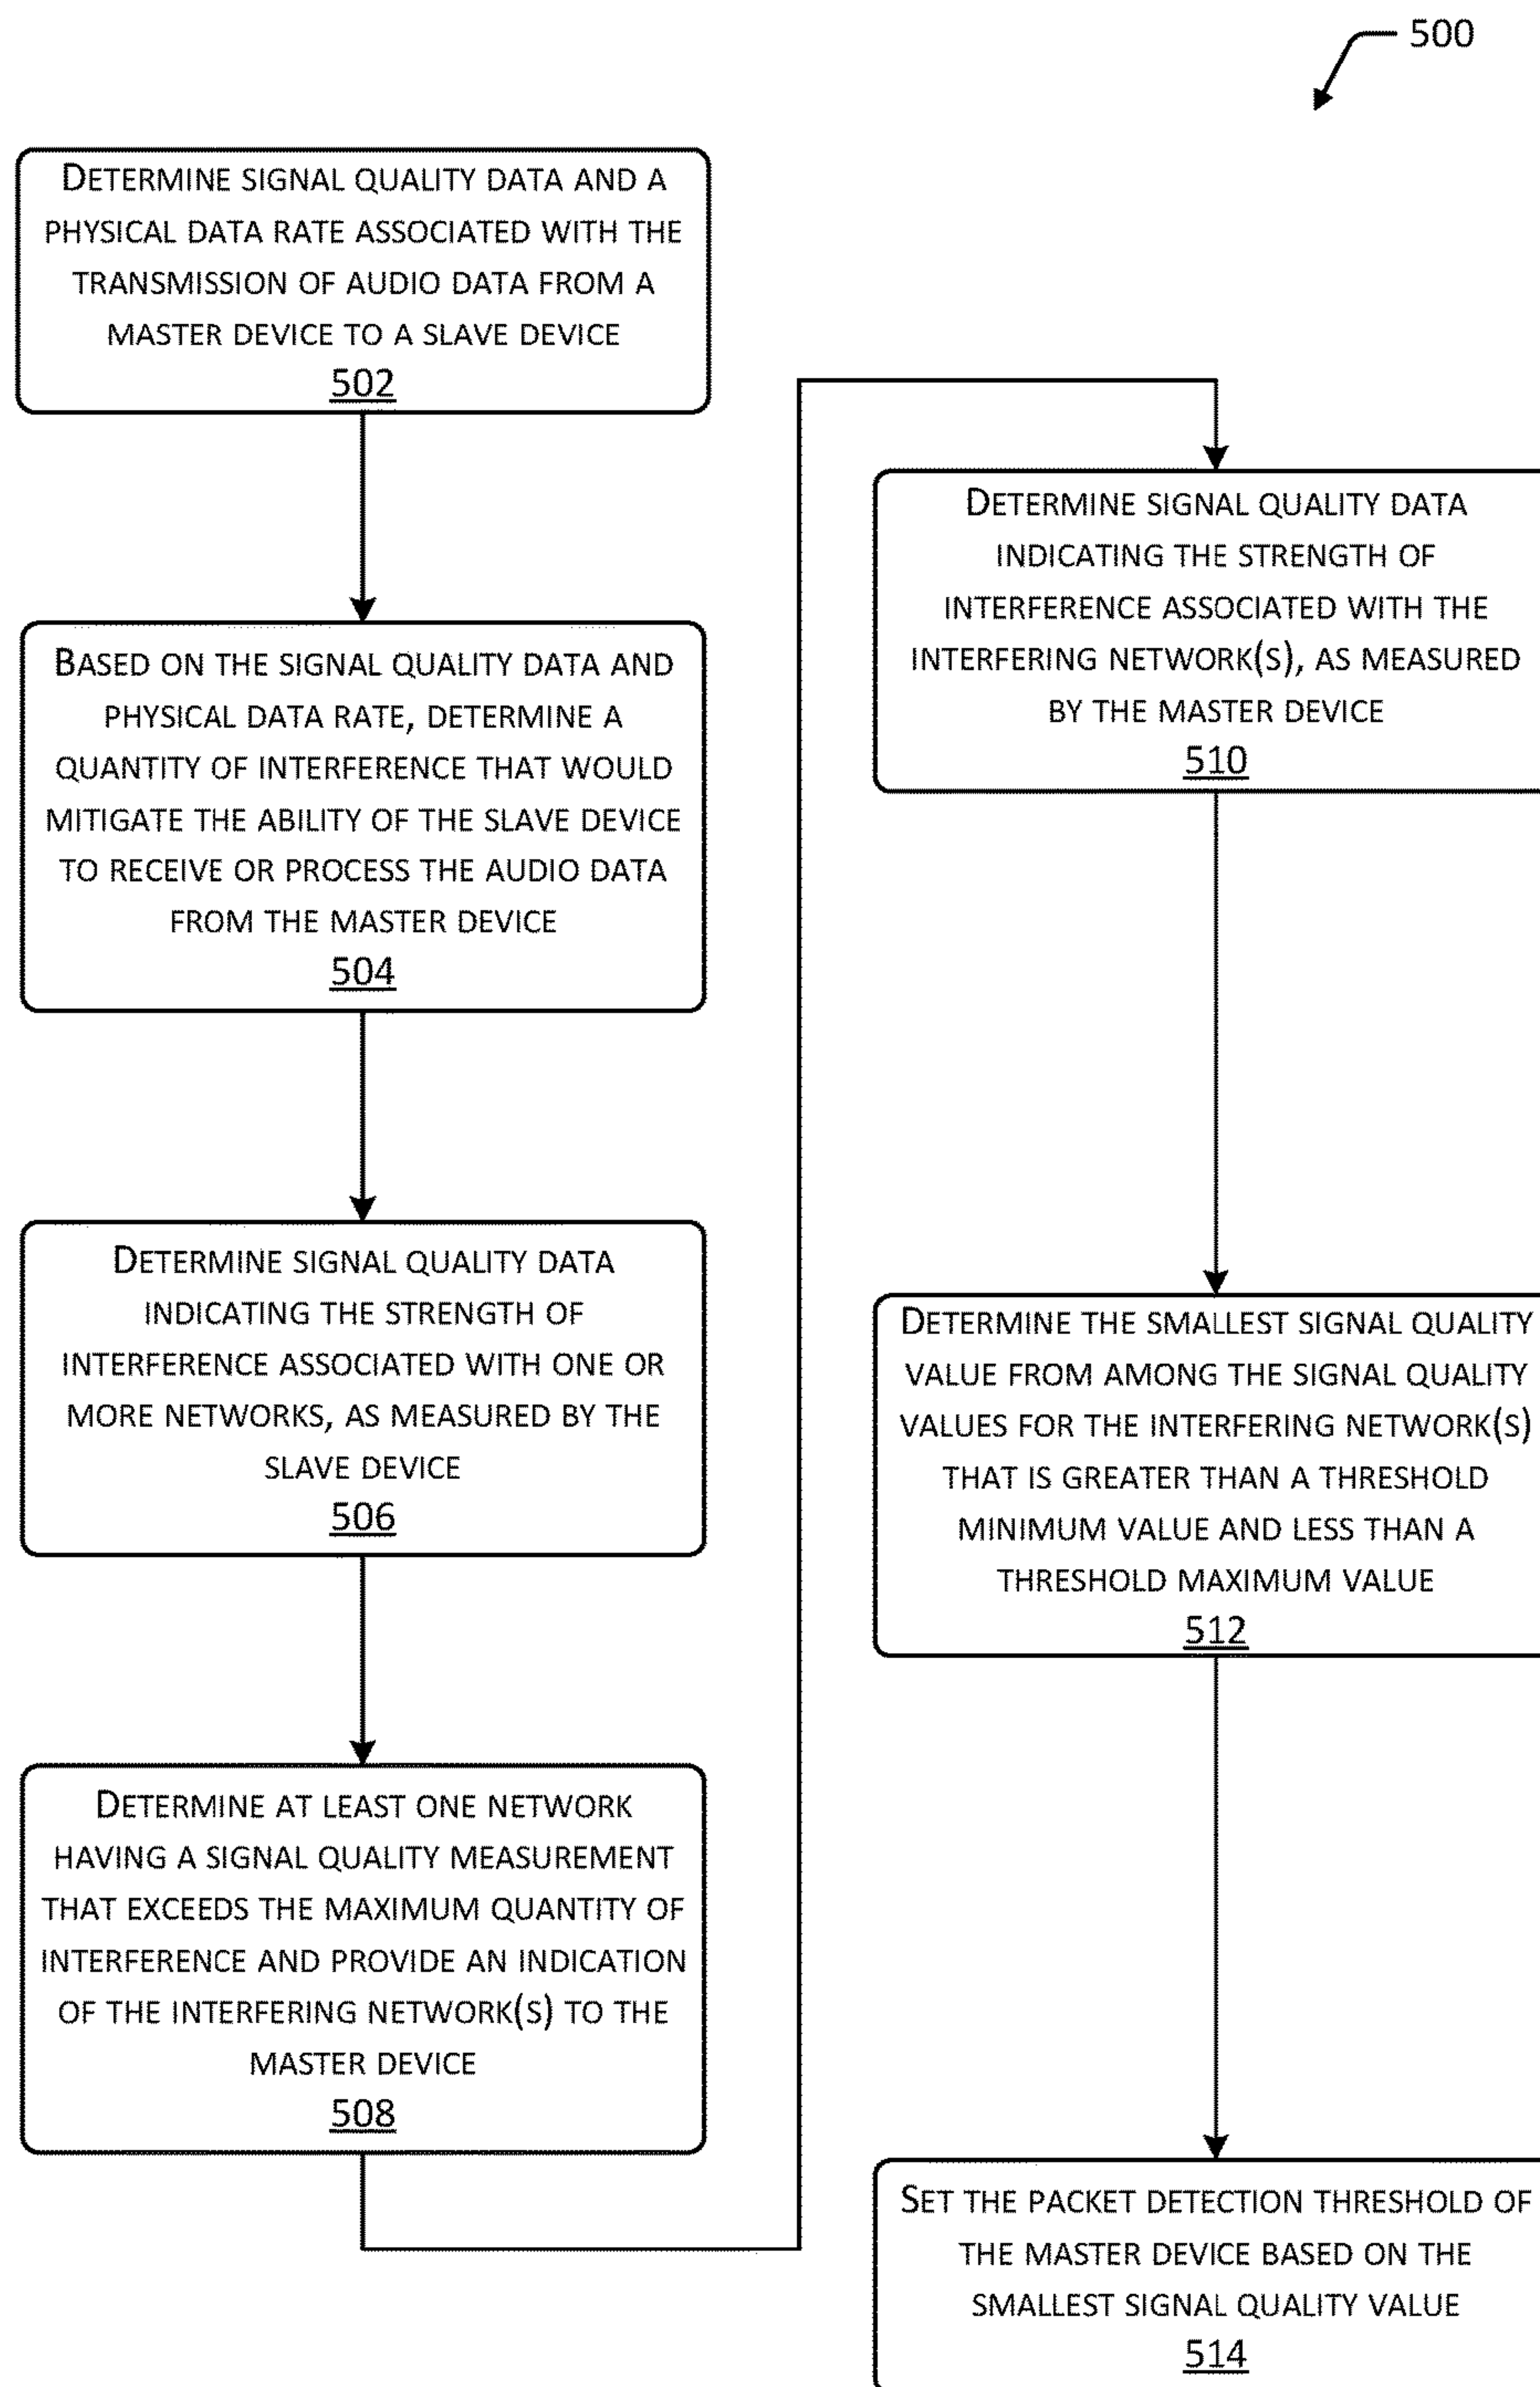 500
DETERMINE SIGNAL QUALITY DATA AND A
PHYSICAL DATA RATE ASSOCIATED WITH THE
TRANSMISSION OF AUDIO DATA FROM A
MASTER DEVICE TO A SLAVE DEVICE
502
BASED ON THE SIGNAL QUALITY DATA AND
PHYSICAL DATA RATE, DETERMINE A
QUANTITY OF INTERFERENCE THAT WOULD
MITIGATE THE ABILITY OF THE SLAVE DEVICE
TO RECEIVE OR PROCESS THE AUDIO DATA
FROM THE MASTER DEVICE
504
DETERMINE SIGNAL QUALITY DATA
INDICATING THE STRENGTH OF
INTERFERENCE ASSOCIATED WITH ONE OR
MORE NETWORKS, AS MEASURED BY THE
SLAVE DEVICE
506
DETERMINE AT LEAST ONE NETWORK
HAVING A SIGNAL QUALITY MEASUREMENT
THAT EXCEEDS THE MAXIMUM QUANTITY OF
INTERFERENCE AND PROVIDE AN INDICATION
OF THE INTERFERING NETWORK(S) TO THE
MASTER DEVICE
508
DETERMINE SIGNAL QUALITY DATA
INDICATING THE STRENGTH OF
INTERFERENCE ASSOCIATED WITH THE
INTERFERING NETWORK(S), AS MEASURED
BY THE MASTER DEVICE
510
DETERMINE THE SMALLEST SIGNAL QUALITY
VALUE FROM AMONG THE SIGNAL QUALITY
VALUES FOR THE INTERFERING NETWORK(S)
THAT IS GREATER THAN A THRESHOLD
MINIMUM VALUE AND LESS THAN A
THRESHOLD MAXIMUM VALUE
512
SET THE PACKET DETECTION THRESHOLD OF
THE MASTER DEVICE BASED ON THE
SMALLEST SIGNAL QUALITY VALUE
514